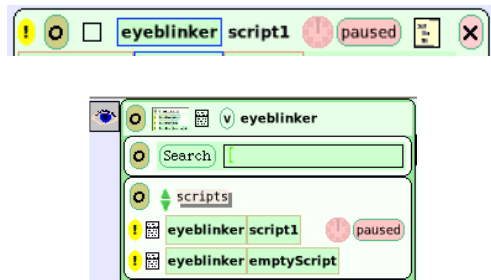 ! O eyeblinker script1 paused X
O v eyeblinker
O Search
O scripts
! eyeblinker script1 paused
! eyeblinker emptyScript